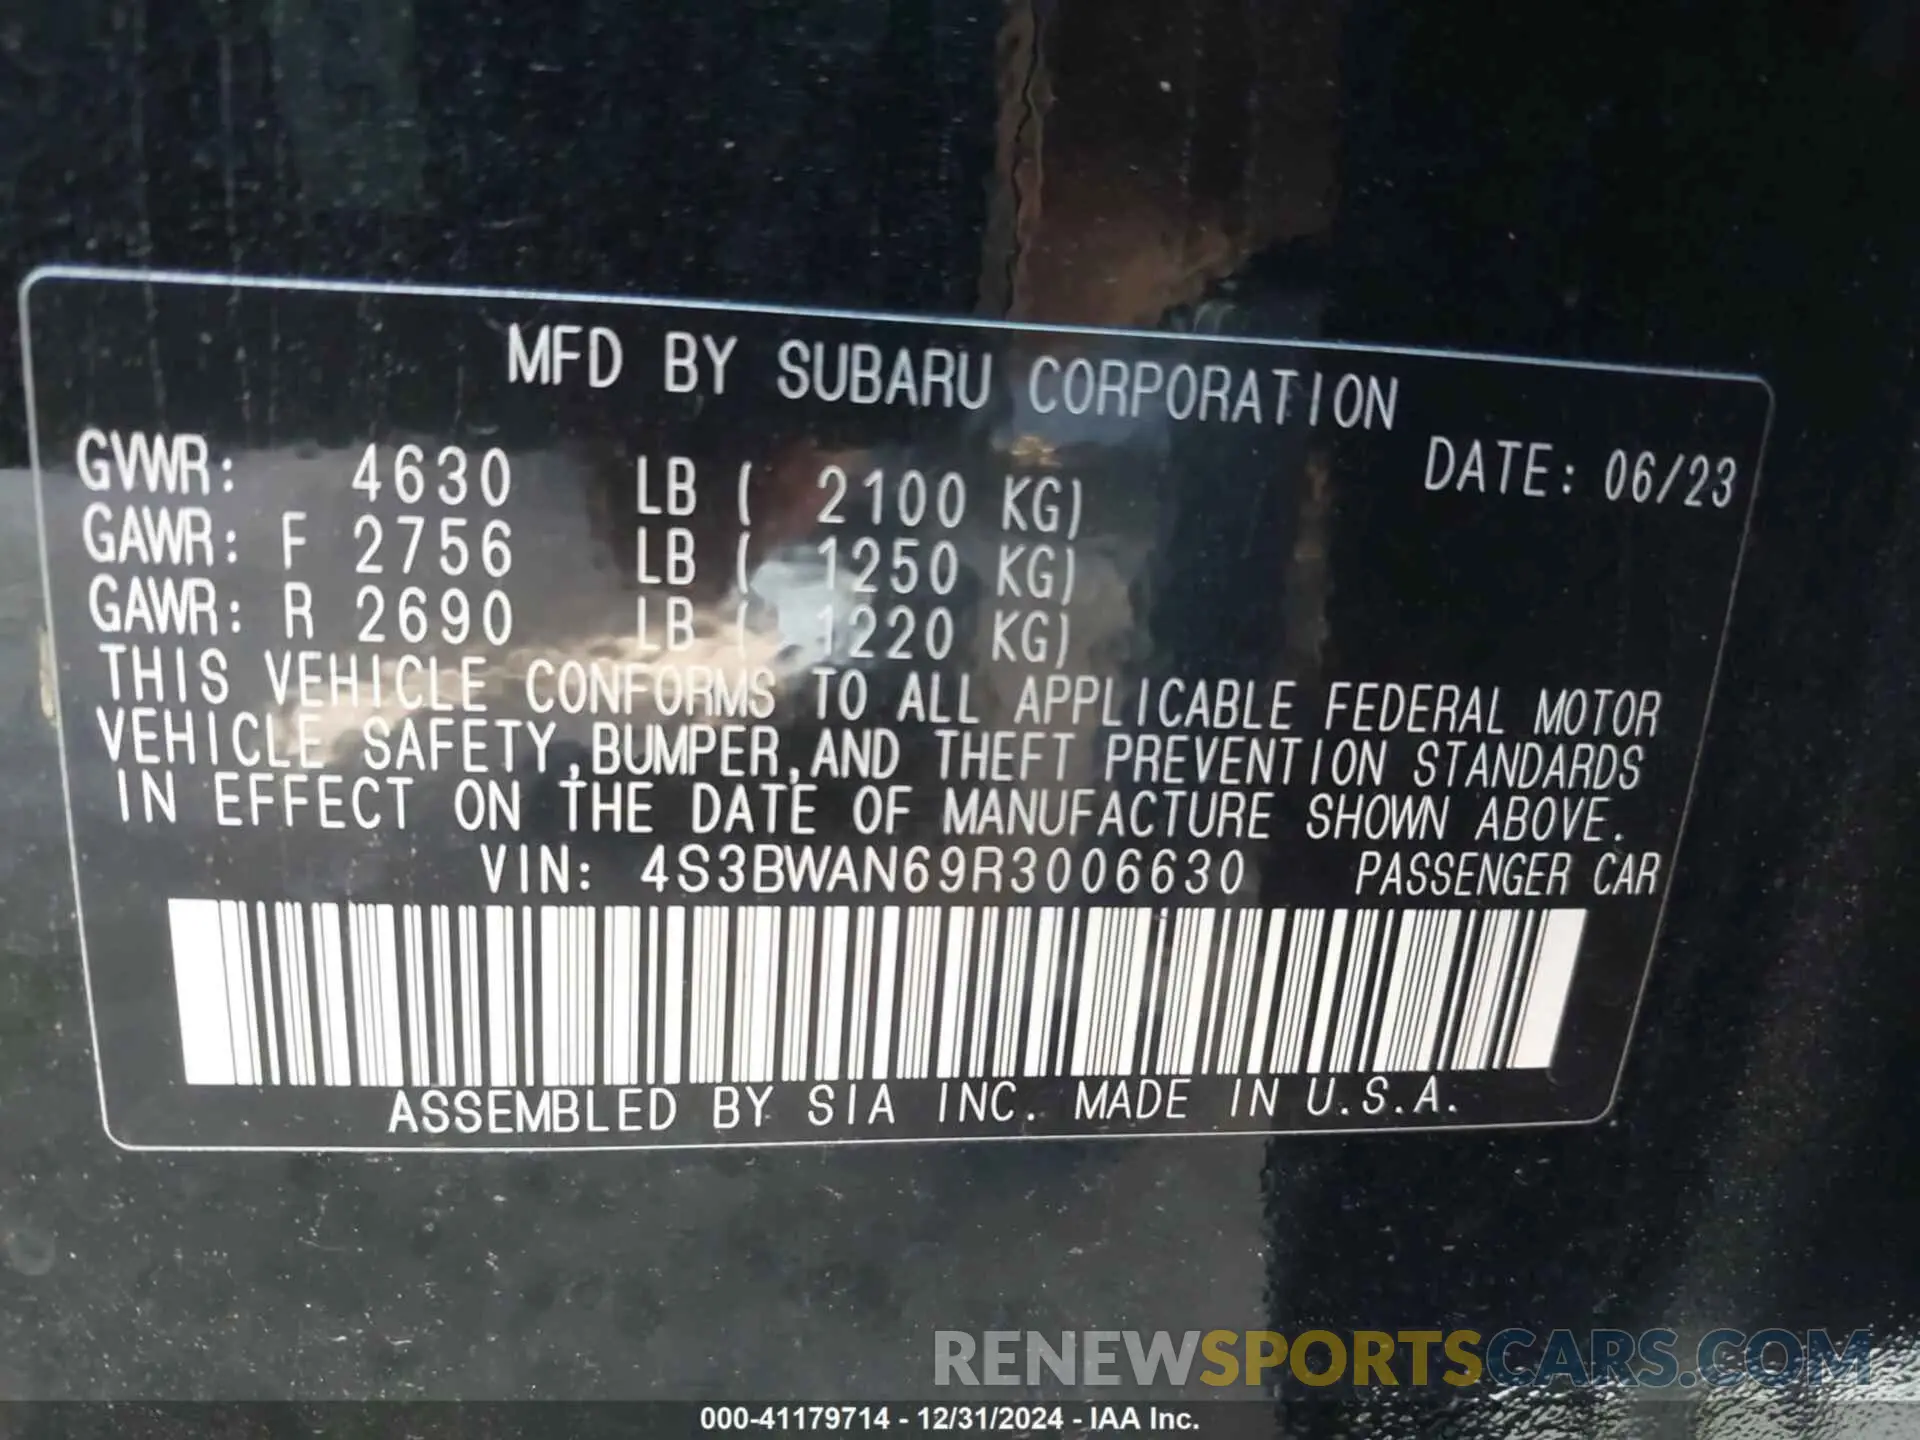 MFD BY SUBARU CORPORATION
DATE: 06/23
GVWR: 4630 LB ( 2100 KG)
GAWR: F 2756 LB ( 1250 KG)
GAWR: R 2690 LB ( 1220 KG)
THIS VEHICLE CONFORMS TO ALL APPLICABLE FEDERAL MOTOR
VEHICLE SAFETY,BUMPER,AND THEFT PREVENTION STANDARDS
IN EFFECT ON THE DATE OF MANUFACTURE SHOWN ABOVE.
VIN: 4S3BWAN69R3006630 PASSENGER CAR
ASSEMBLED BY SIA INC. MADE IN U.S.A.
RENEWSPORTSCARS.COM
000-41179714 - 12/31/2024 - IAA Inc.